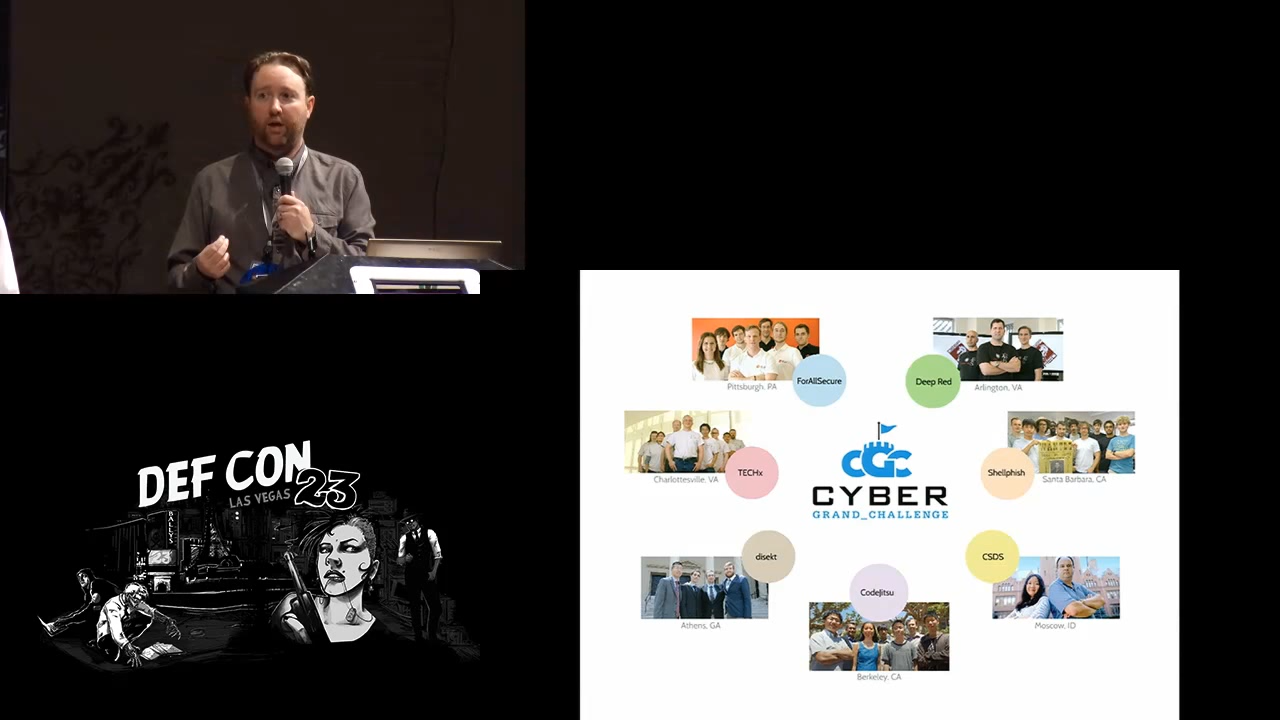 DEF CON
LAS VEGAS 23
BALLYS
ForAllSecure
Pittsburgh, PA
Deep Red
Arlington, VA
TECHx
Charlottesville, VA
CGC
CYBER
GRAND_CHALLENGE
Shellphish
Santa Barbara, CA
disekt
Athens, GA
CodeJitsu
Berkeley, CA
CSDS
Moscow, ID